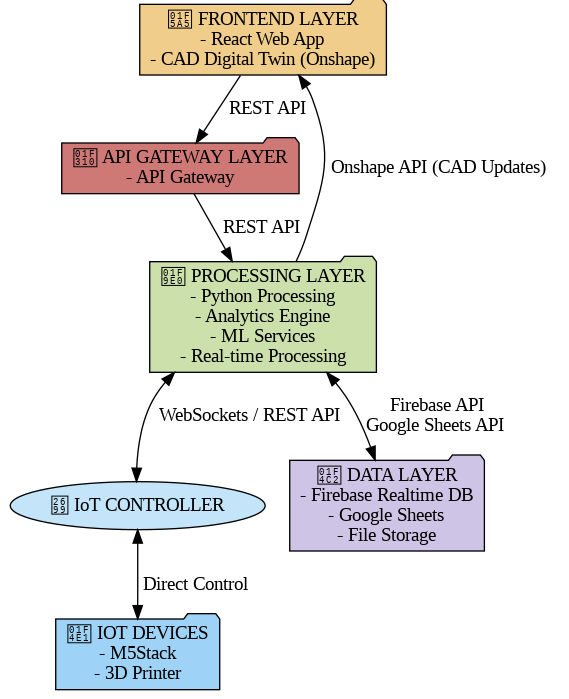 🖥 FRONTEND LAYER
- React Web App
- CAD Digital Twin (Onshape)
REST API
🌐 API GATEWAY LAYER
- API Gateway
Onshape API (CAD Updates)
REST API
🧠 PROCESSING LAYER
- Python Processing
- Analytics Engine
- ML Services
- Real-time Processing
WebSockets / REST API
Firebase API
Google Sheets API
📂 DATA LAYER
- Firebase Realtime DB
- Google Sheets
- File Storage
⚙ IoT CONTROLLER
Direct Control
📡 IOT DEVICES
- M5Stack
- 3D Printer